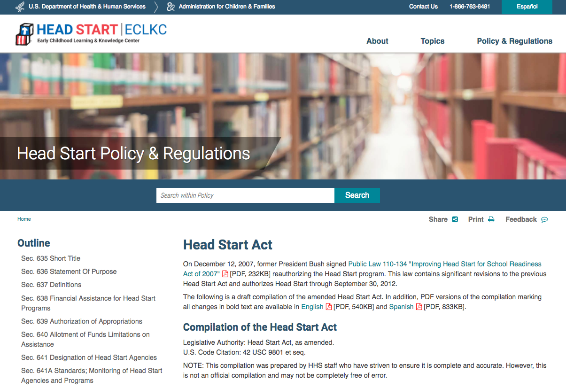 U.S. Department of Health & Human Services
Administration for Children & Families
Contact Us
1-866-763-6481
Español
HEAD START | ECLKC
Early Childhood Learning & Knowledge Center
About
Topics
Policy & Regulations
Head Start Policy & Regulations
Search within Policy
Search
Home
Share
Print
Feedback
Outline
Sec. 635 Short Title
Sec. 636 Statement Of Purpose
Sec. 637 Definitions
Sec. 638 Financial Assistance for Head Start
Programs
Sec. 639 Authorization of Appropriations
Sec. 640 Allotment of Funds Limitations on
Assistance
Sec. 641 Designation of Head Start Agencies
Sec. 641A Standards; Monitoring of Head Start
Agencies and Programs
Head Start Act
On December 12, 2007, former President Bush signed Public Law 110-134 "Improving Head Start for School Readiness
Act of 2007" [PDF, 232KB] reauthorizing the Head Start program. This law contains significant revisions to the previous
Head Start Act and authorizes Head Start through September 30, 2012.
The following is a draft compilation of the amended Head Start Act. In addition, PDF versions of the compilation marking
all changes in bold text are available in English [PDF, 540KB] and Spanish [PDF, 833KB].
Compilation of the Head Start Act
Legislative Authority: Head Start Act, as amended.
U.S. Code Citation: 42 USC 9801 et seq.
NOTE: This compilation was prepared by HHS staff who have striven to ensure it is complete and accurate. However, this
is not an official compilation and may not be completely free of error.